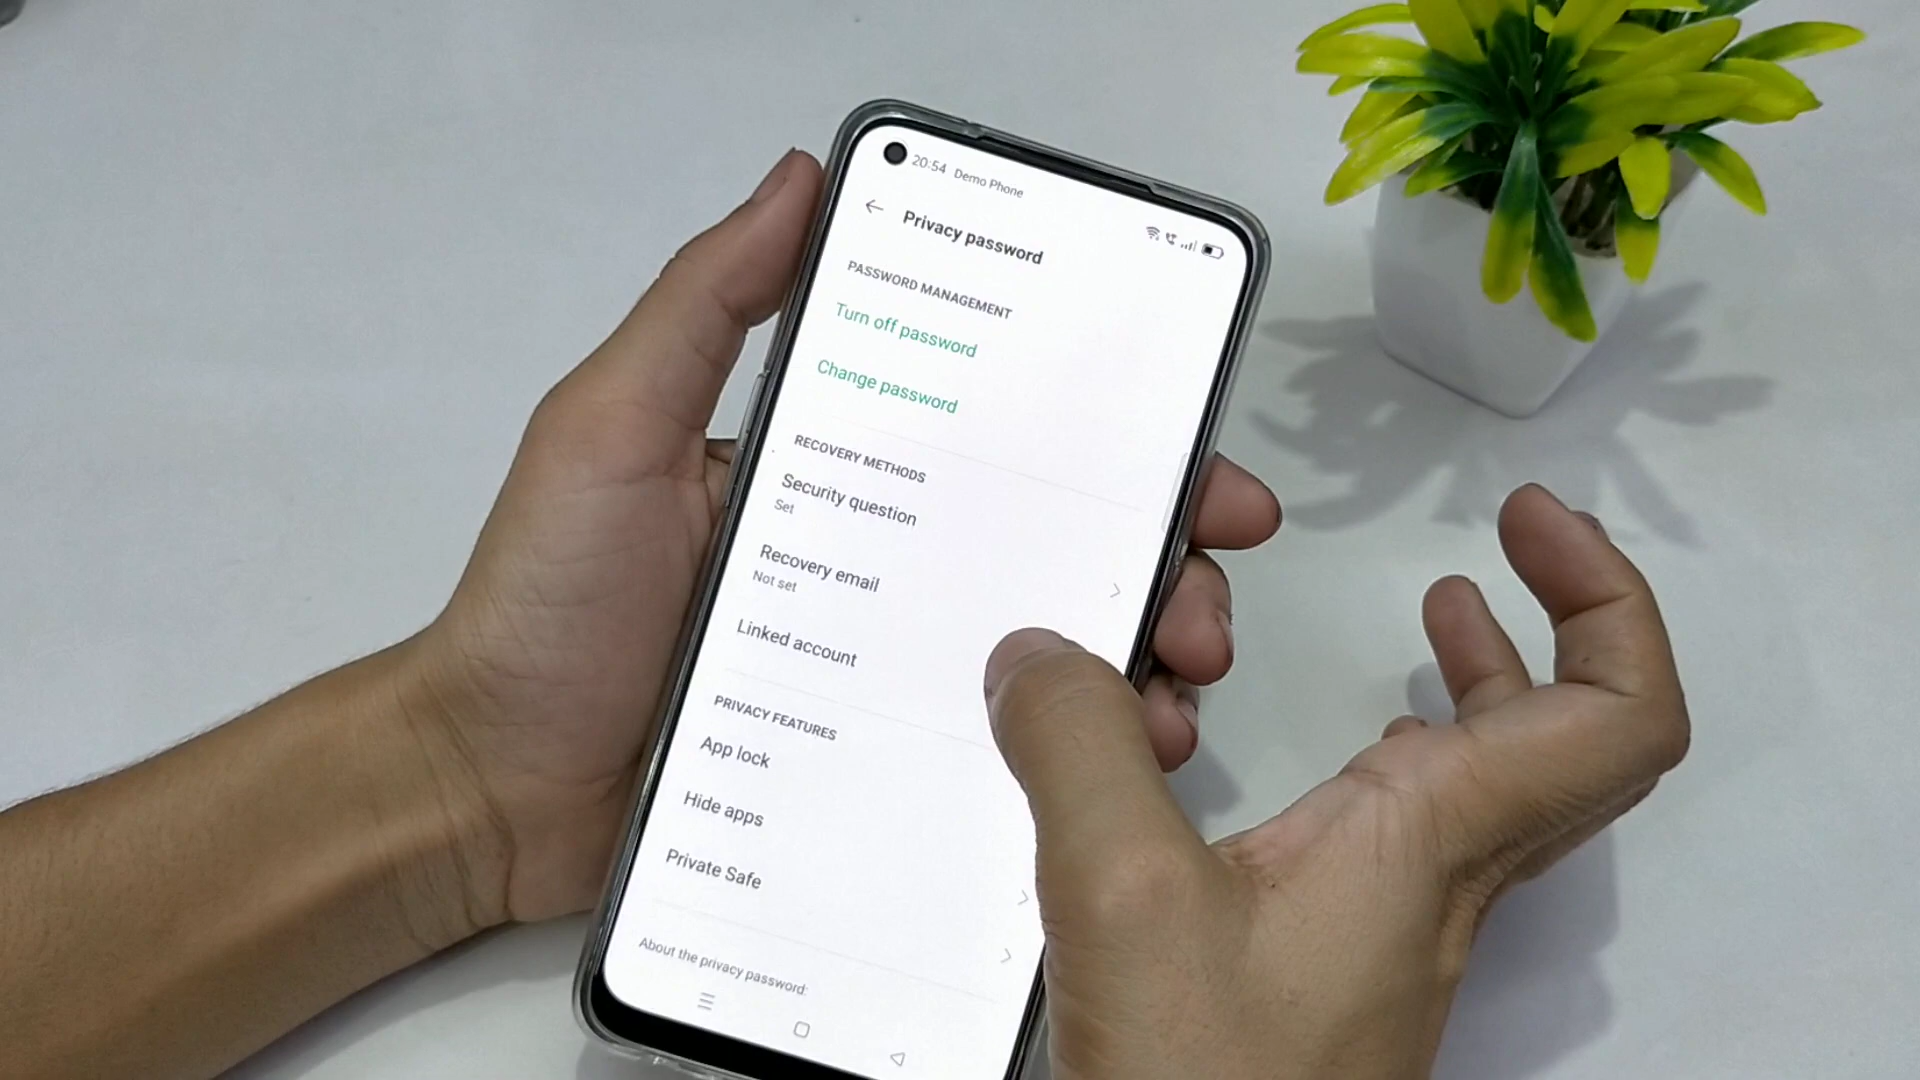 20:54 Demo Phone
Privacy password
PASSWORD MANAGEMENT
Turn off password
Change password
RECOVERY METHODS
Security question
Set
Recovery email
Not set
Linked account
PRIVACY FEATURES
App lock
Hide apps
Private Safe
About the privacy password: